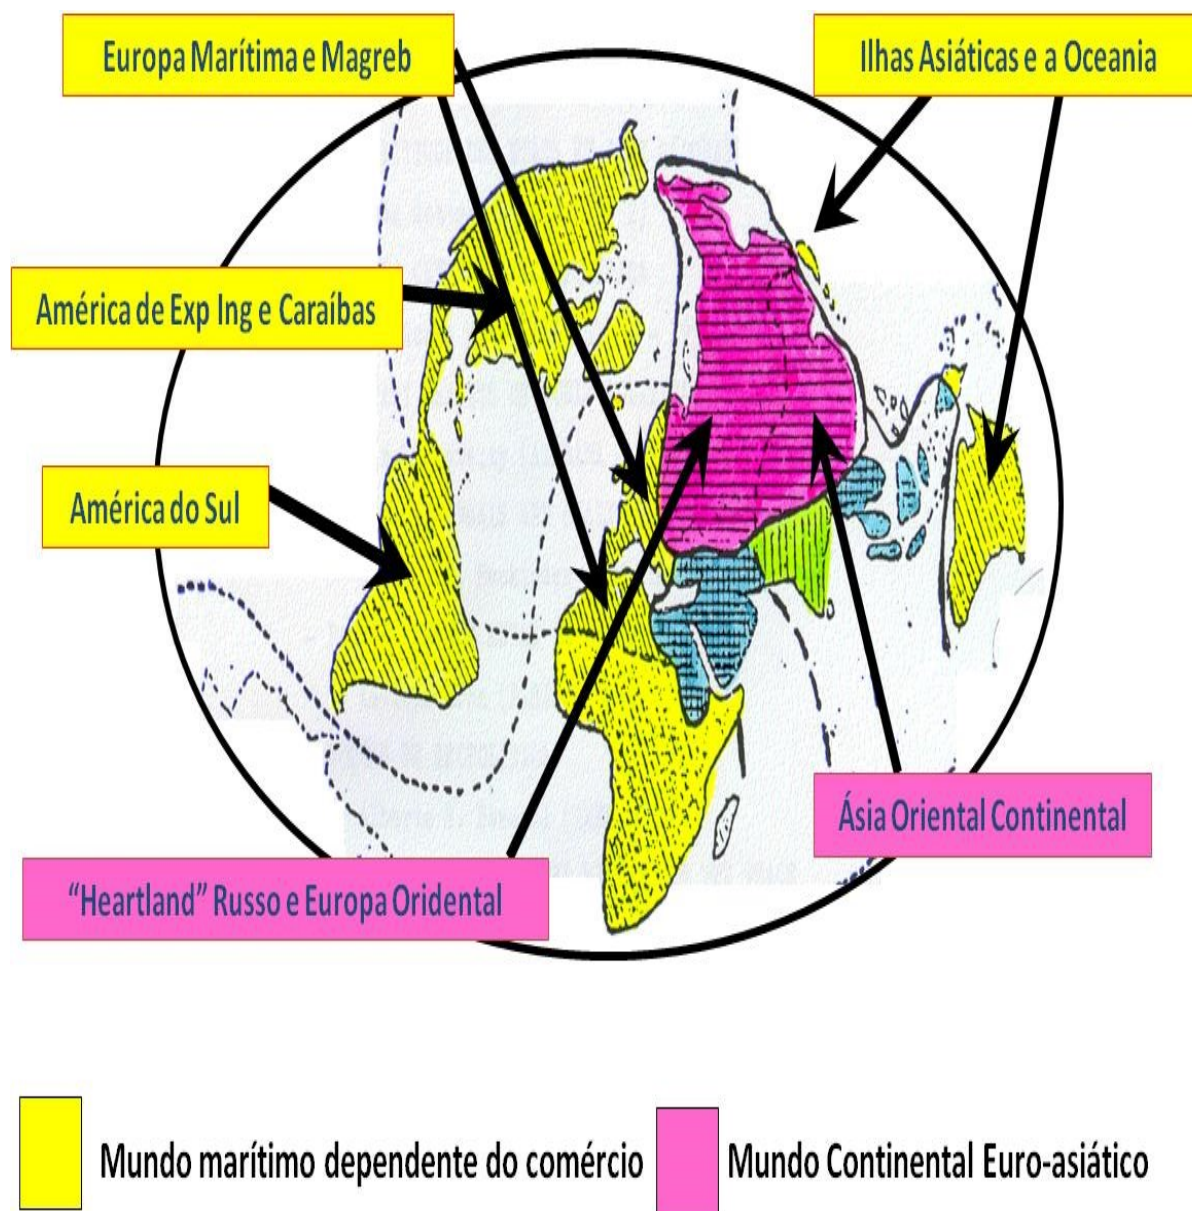 Europa Marítima e Magreb
Ilhas Asiáticas e a Oceania
América de Exp Ing e Caraíbas
América do Sul
Ásia Oriental Continental
“Heartland” Russo e Europa Oridental
Mundo marítimo dependente do comércio
Mundo Continental Euro-asiático